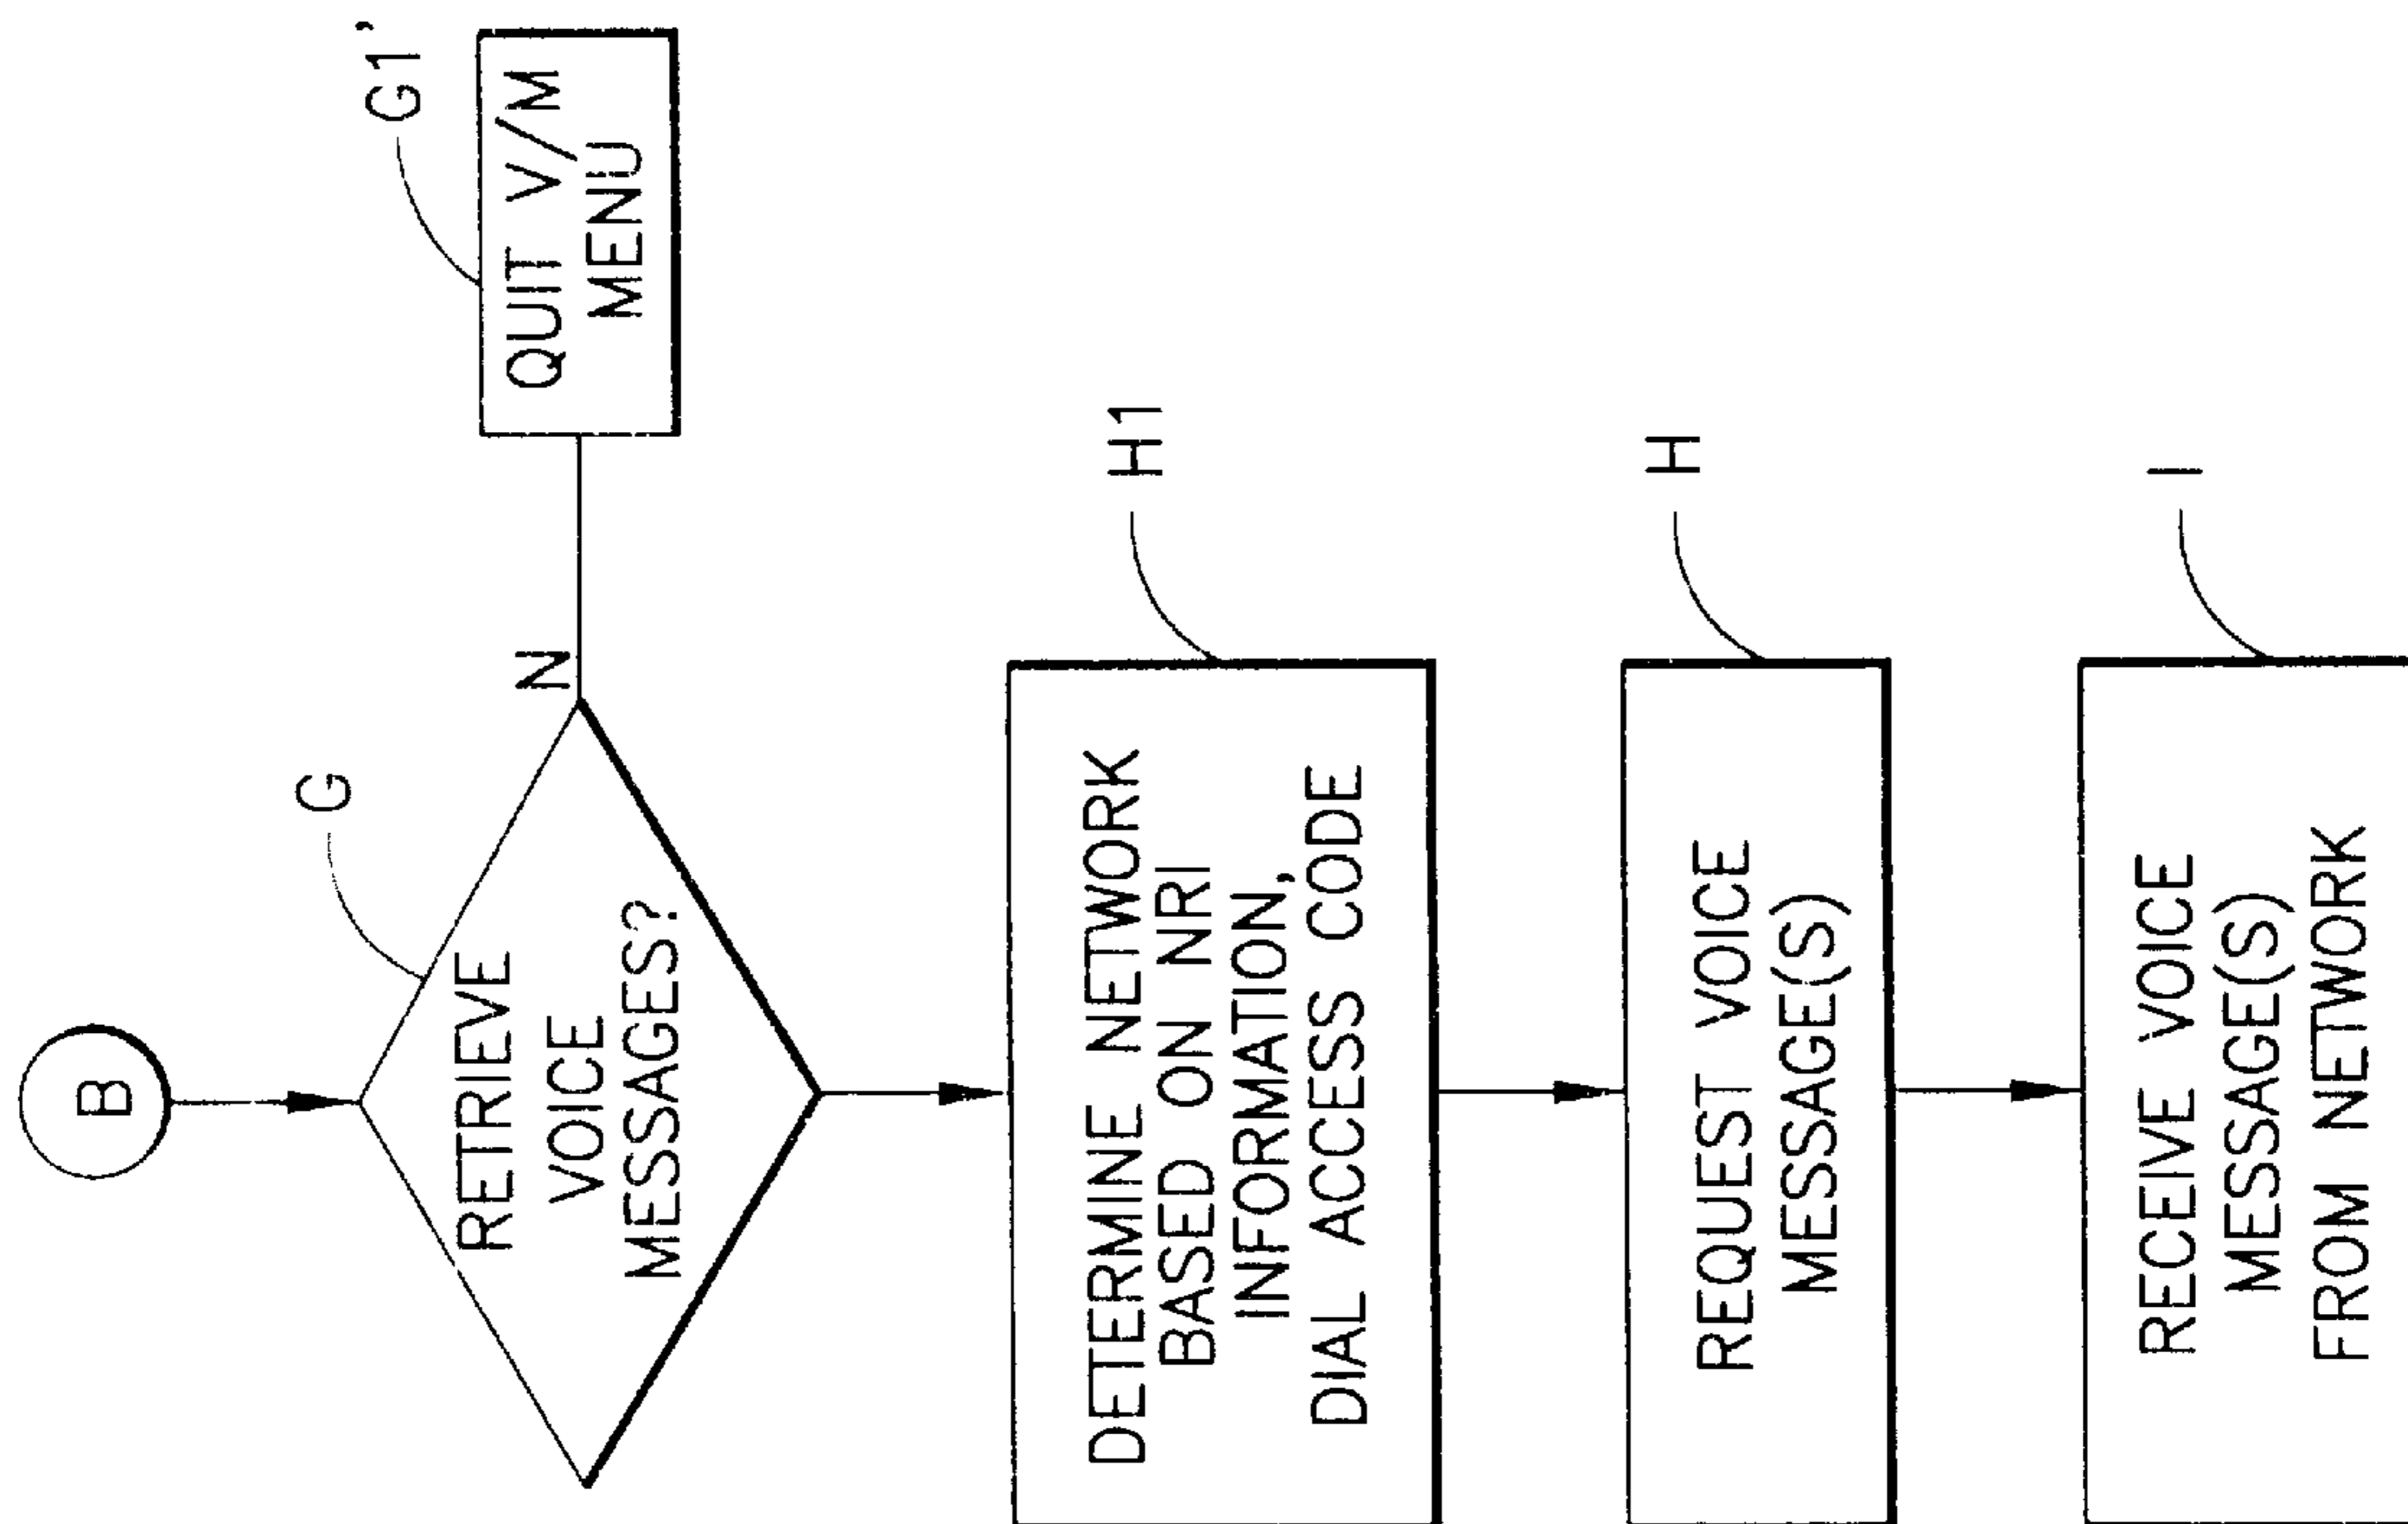 B
G
RETRIEVE
VOICE
MESSAGES?
N
G1'
QUIT V/M
MENU
H1
DETERMINE NETWORK
BASED ON NRI
INFORMATION,
DIAL ACCESS CODE
H
REQUEST VOICE
MESSAGE(S)
I
RECEIVE VOICE
MESSAGE(S)
FROM NETWORK